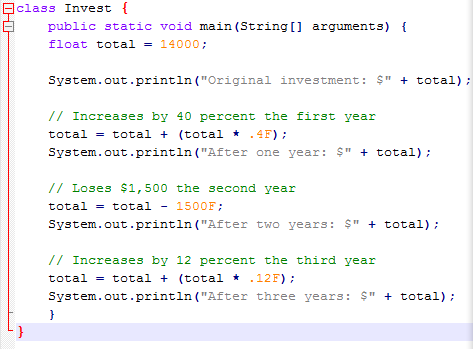 class Invest {
public static void main(String[] arguments) {
float total = 14000;
System.out.println("Original investment: $" + total);
// Increases by 40 percent the first year
total = total + (total * .4F);
System.out.println("After one year: $" + total);
// Loses $1,500 the second year
total = total - 1500F;
System.out.println("After two years: $" + total);
// Increases by 12 percent the third year
total = total + (total * .12F);
System.out.println("After three years: $" + total);
}
}